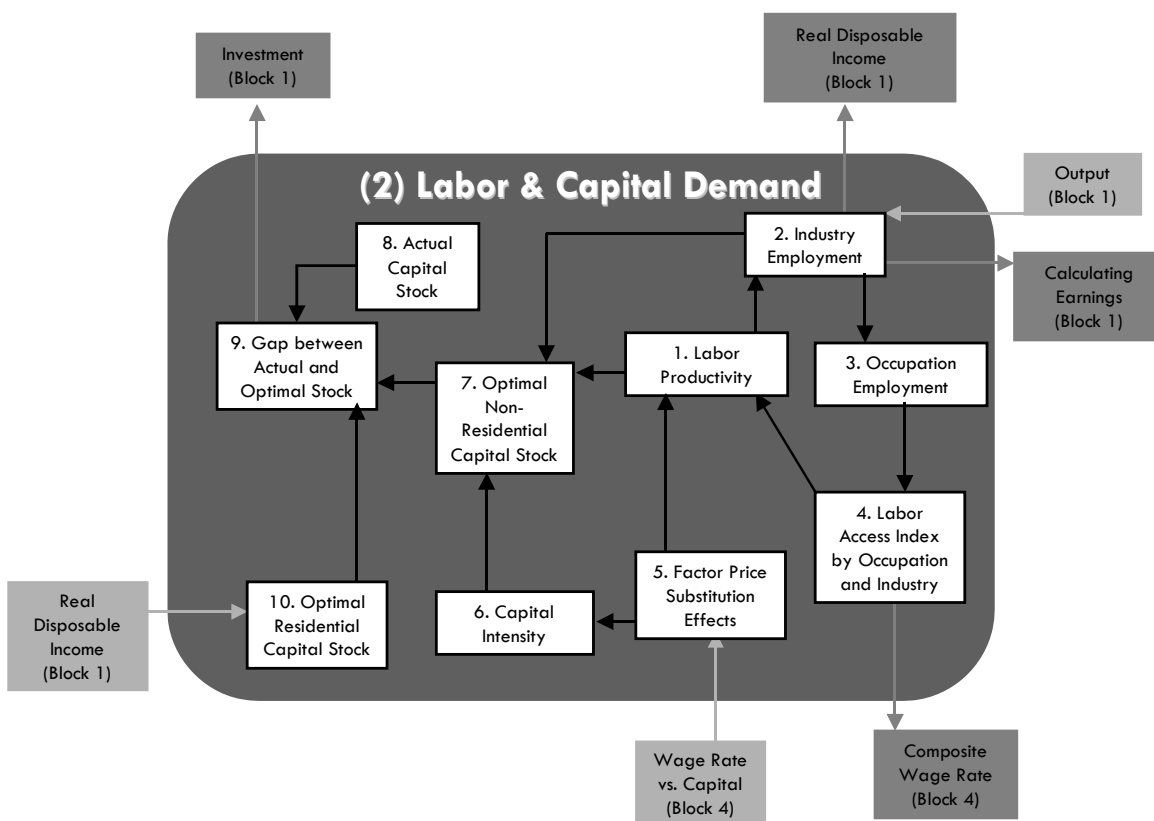 Investment
(Block 1)
Real Disposable
Income
(Block 1)
(2) Labor & Capital Demand
Output
(Block 1)
8. Actual
Capital
Stock
2. Industry
Employment
Calculating
Earnings
(Block 1)
9. Gap between
Actual and
Optimal Stock
7. Optimal
Non-
Residential
Capital Stock
1. Labor
Productivity
3. Occupation
Employment
4. Labor
Access Index
by Occupation
and Industry
Real
Disposable
Income
(Block 1)
10. Optimal
Residential
Capital Stock
6. Capital
Intensity
5. Factor Price
Substitution
Effects
Wage Rate
vs. Capital
(Block 4)
Composite
Wage Rate
(Block 4)